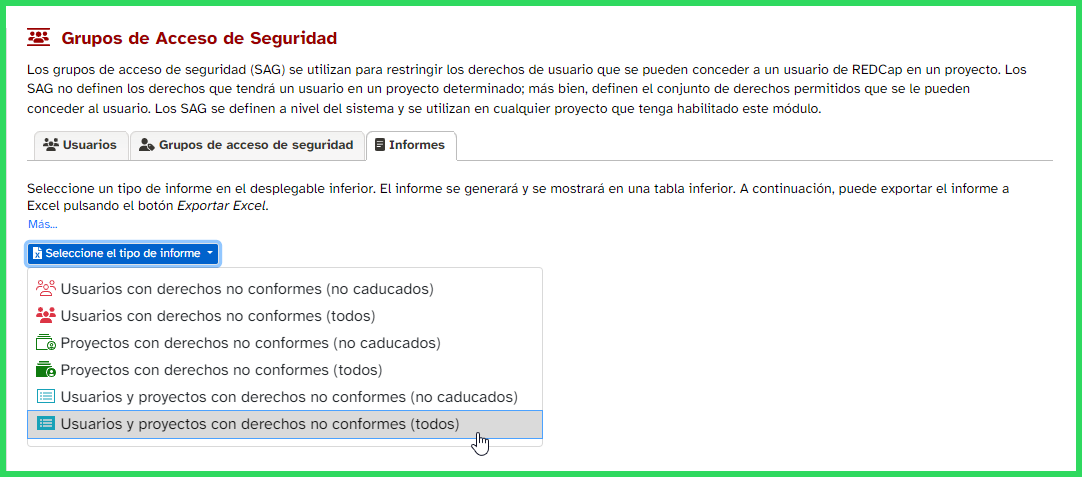 Grupos de Acceso de Seguridad
Los grupos de acceso de seguridad (SAG) se utilizan para restringir los derechos de usuario que se pueden conceder a un usuario de REDCap en un proyecto. Los
SAG no definen los derechos que tendrá un usuario en un proyecto determinado; más bien, definen el conjunto de derechos permitidos que se le pueden
conceder al usuario. Los SAG se definen a nivel del sistema y se utilizan en cualquier proyecto que tenga habilitado este módulo.
Usuarios Grupos de acceso de seguridad Informes
Seleccione un tipo de informe en el desplegable inferior. El informe se generará y se mostrará en una tabla inferior. A continuación, puede exportar el informe a
Excel pulsando el botón Exportar Excel.
Más...
Seleccione el tipo de informe
Usuarios con derechos no conformes (no caducados)
Usuarios con derechos no conformes (todos)
Proyectos con derechos no conformes (no caducados)
Proyectos con derechos no conformes (todos)
Usuarios y proyectos con derechos no conformes (no caducados)
Usuarios y proyectos con derechos no conformes (todos)